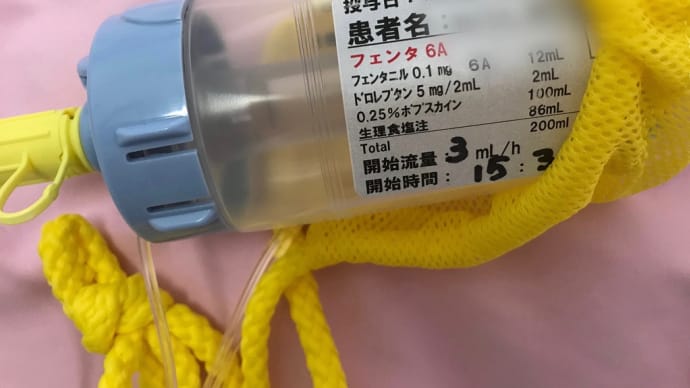 投与日
患者名:
フェンタ 6A
フェンタニル 0.1 mg 6A 12mL
ドロレプタン 5 mg/2mL 2mL
0.25%ポプスカイン 100mL
生理食塩注 86mL
Total 200ml
開始流量 3 mL/h
開始時間: 15:3